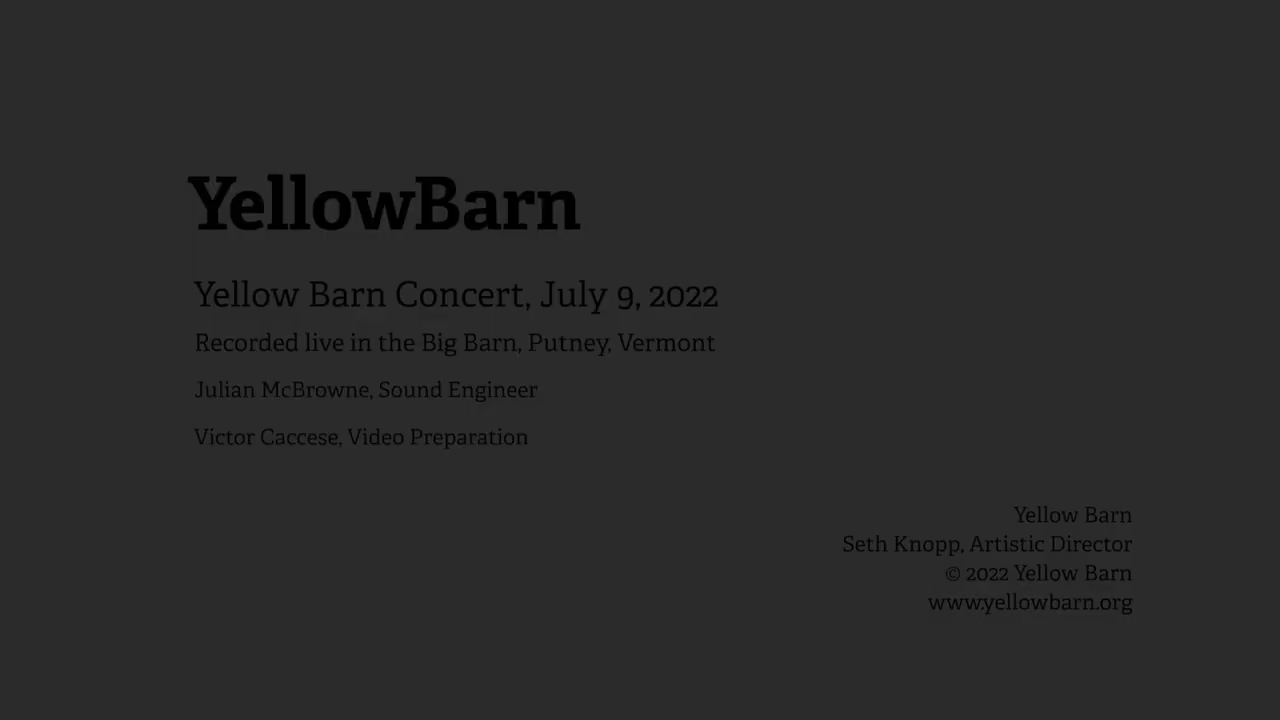 YellowBarn
Yellow Barn Concert, July 9, 2022
Recorded live in the Big Barn, Putney, Vermont
Julian McBrowne, Sound Engineer
Victor Caccese, Video Preparation
Yellow Barn
Seth Knopp, Artistic Director
© 2022 Yellow Barn
www.yellowbarn.org